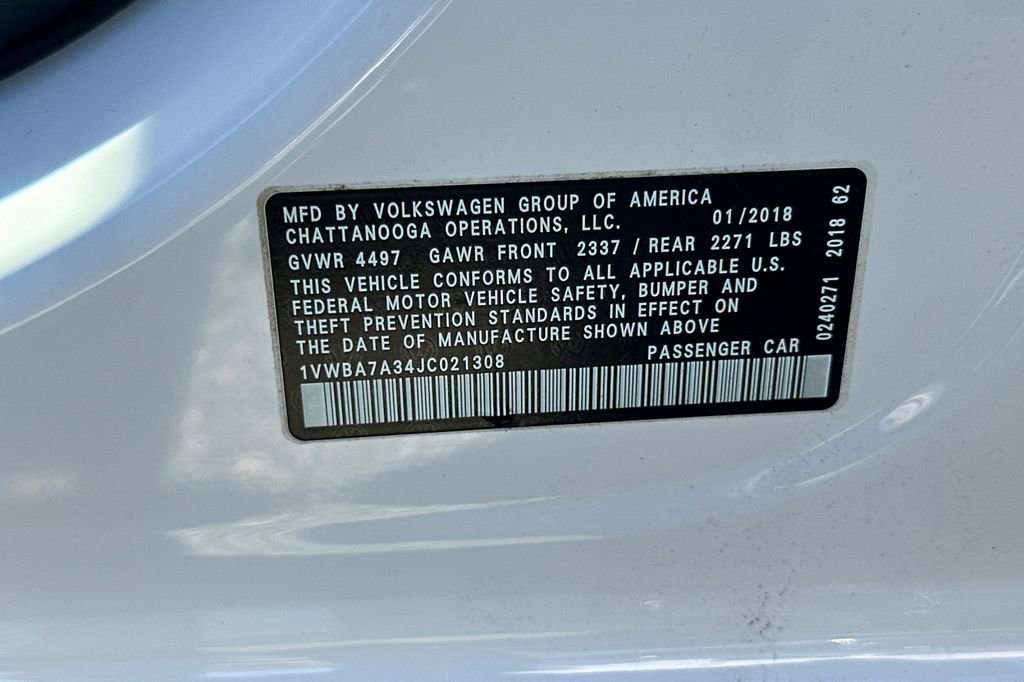 MFD BY VOLKSWAGEN GROUP OF AMERICA
CHATTANOOGA OPERATIONS, LLC. 01/2018
GVWR 4497 GAWR FRONT 2337 / REAR 2271 LBS
THIS VEHICLE CONFORMS TO ALL APPLICABLE U.S.
FEDERAL MOTOR VEHICLE SAFETY, BUMPER AND
THEFT PREVENTION STANDARDS IN EFFECT ON
THE DATE OF MANUFACTURE SHOWN ABOVE
1VWBA7A34JC021308 PASSENGER CAR
0240271 2018 62